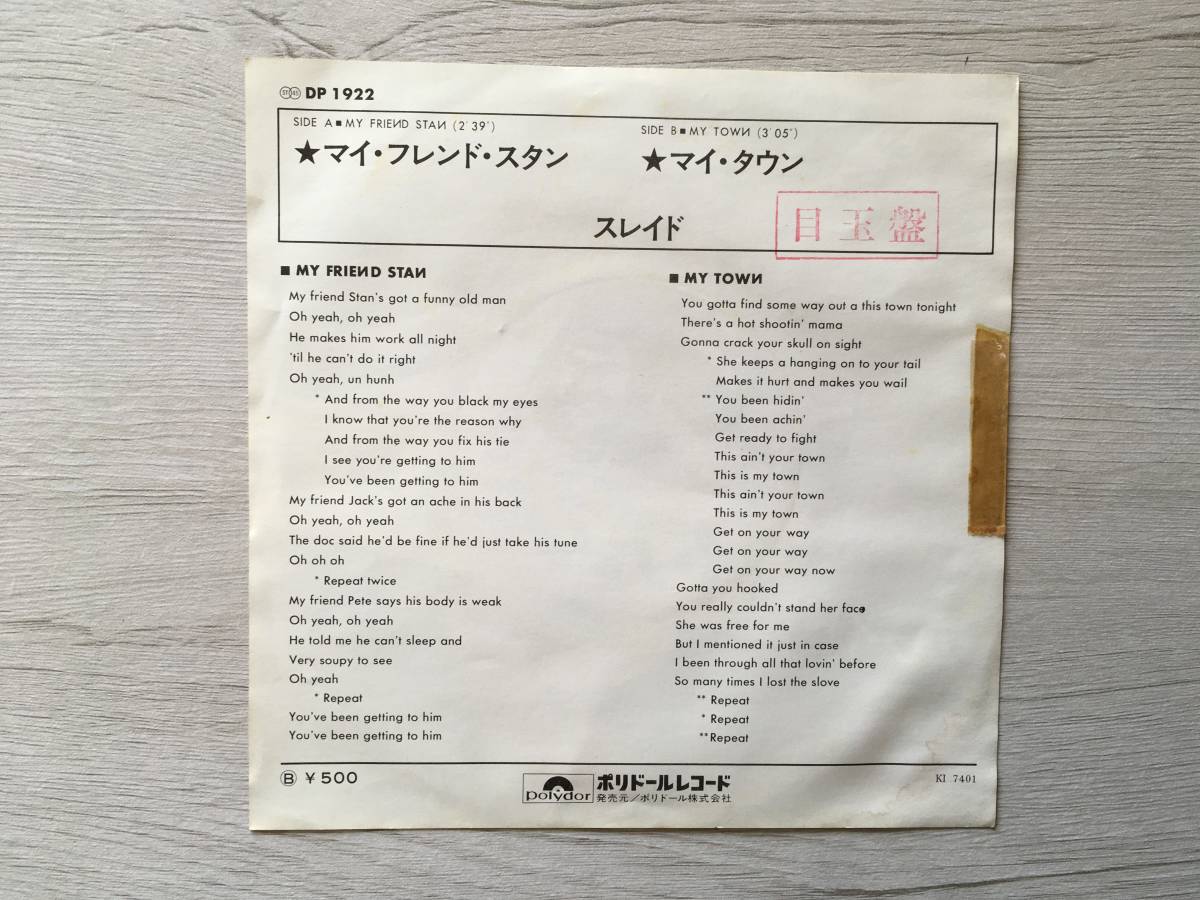 ST/45 DP 1922
SIDE A■MY FRIEND STAN (2'39")
★マイ・フレンド・スタン
SIDE B■MY TOWN (3'05")
★マイ・タウン
スレイド
目玉盤
■ MY FRIEND STAN
My friend Stan's got a funny old man
Oh yeah, oh yeah
He makes him work all night
'til he can't do it right
Oh yeah, un hunh
* And from the way you black my eyes
I know that you're the reason why
And from the way you fix his tie
I see you're getting to him
You've been getting to him
My friend Jack's got an ache in his back
Oh yeah, oh yeah
The doc said he'd be fine if he'd just take his tune
Oh oh oh
* Repeat twice
My friend Pete says his body is weak
Oh yeah, oh yeah
He told me he can't sleep and
Very soupy to see
Oh yeah
* Repeat
You've been getting to him
You've been getting to him
■ MY TOWN
You gotta find some way out a this town tonight
There's a hot shootin' mama
Gonna crack your skull on sight
* She keeps a hanging on to your tail
Makes it hurt and makes you wail
** You been hidin'
You been achin'
Get ready to fight
This ain't your town
This is my town
This ain't your town
This is my town
Get on your way
Get on your way
Get on your way now
Gotta you hooked
You really couldn't stand her face
She was free for me
But I mentioned it just in case
I been through all that lovin' before
So many times I lost the slove
** Repeat
* Repeat
**Repeat
Ⓑ ¥500
polydor ポリドールレコード
発売元/ポリドール株式会社
KI 7401